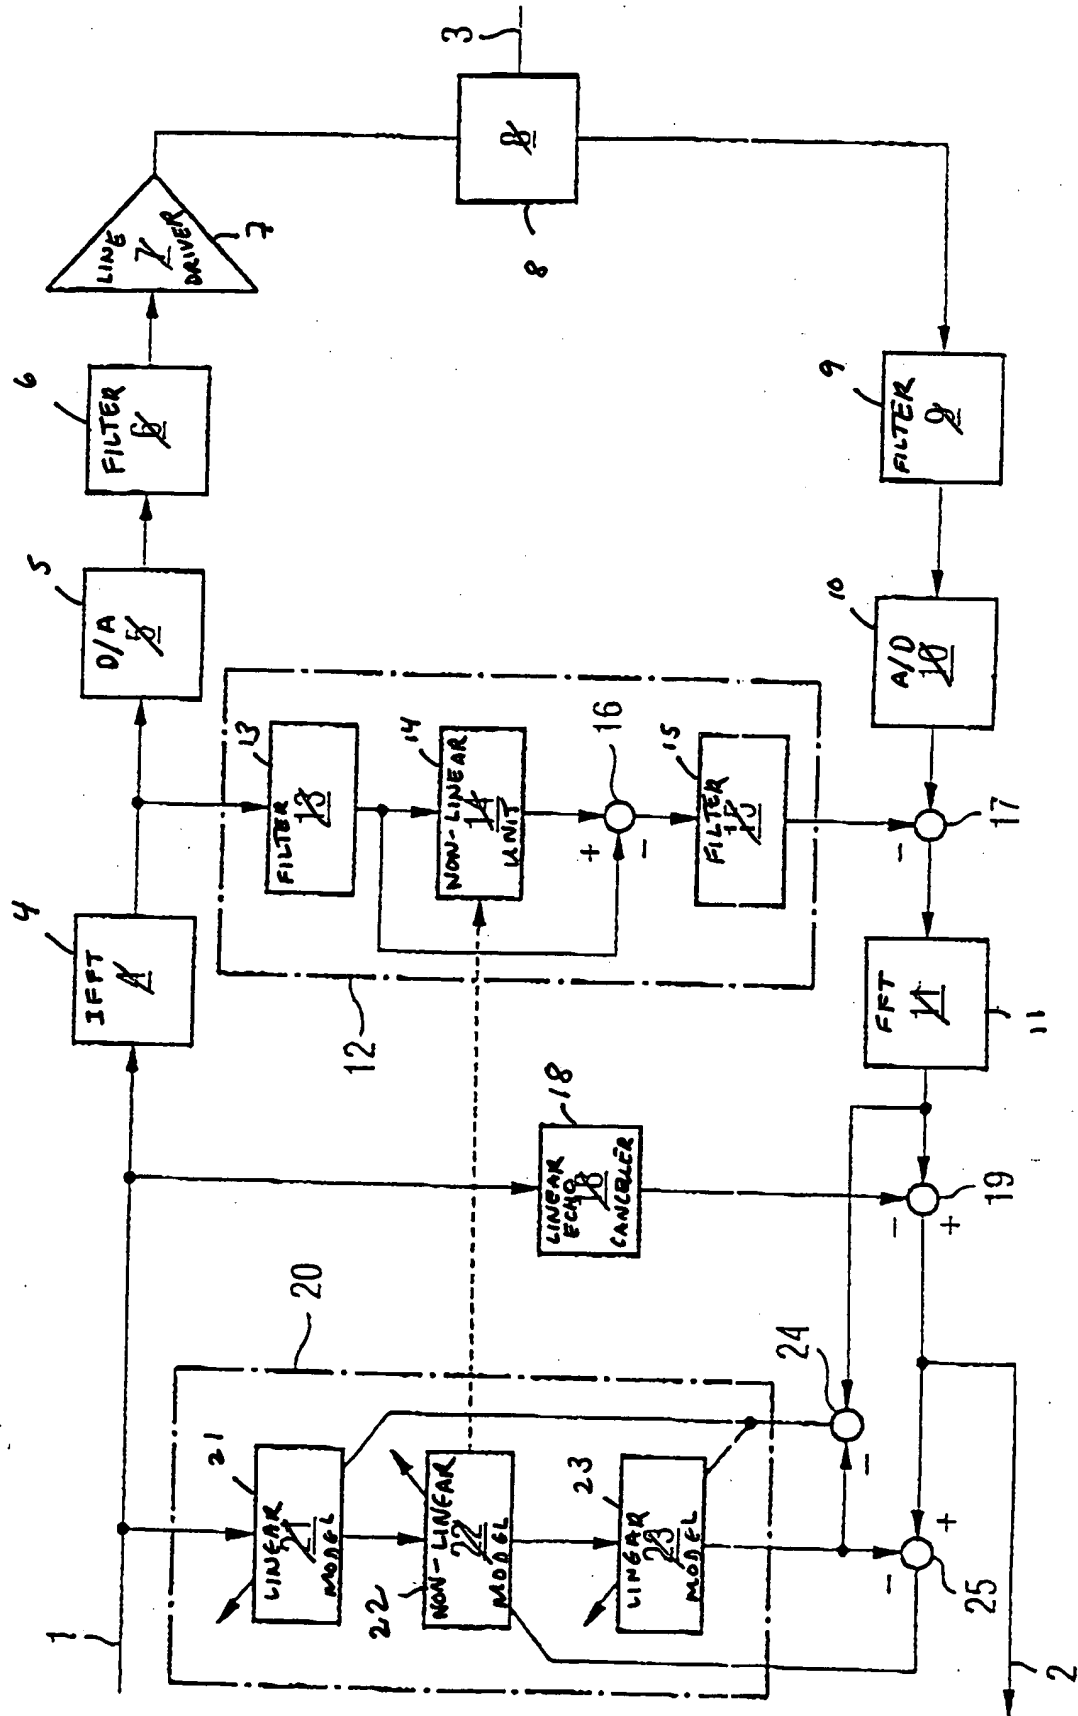 1
4
IFFT
4
5
D/A
5
6
FILTER
6
LINE
7
DRIVER
7
20
21
LINEAR
21
MODEL
22
NON-LINEAR
22
MODEL
23
LINEAR
23
MODEL
18
LINEAR
ECHO
18
CANCELER
12
13
FILTER
13
14
NON-LINEAR
14
UNIT
+
16
-
15
FILTER
15
8
8
3
24
-
-
+
25
-
+
19
FFT
11
11
-
17
10
A/D
10
9
FILTER
9
2